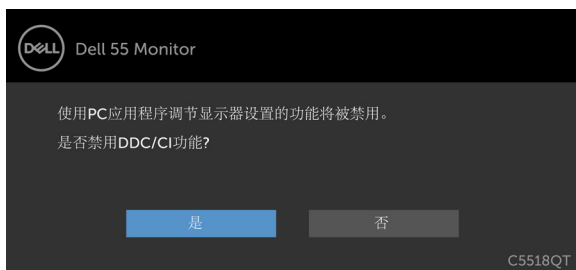 DELL
Dell 55 Monitor
使用PC应用程序调节显示器设置的功能将被禁用。
是否禁用DDC/CI功能?
是
否
C5518QT